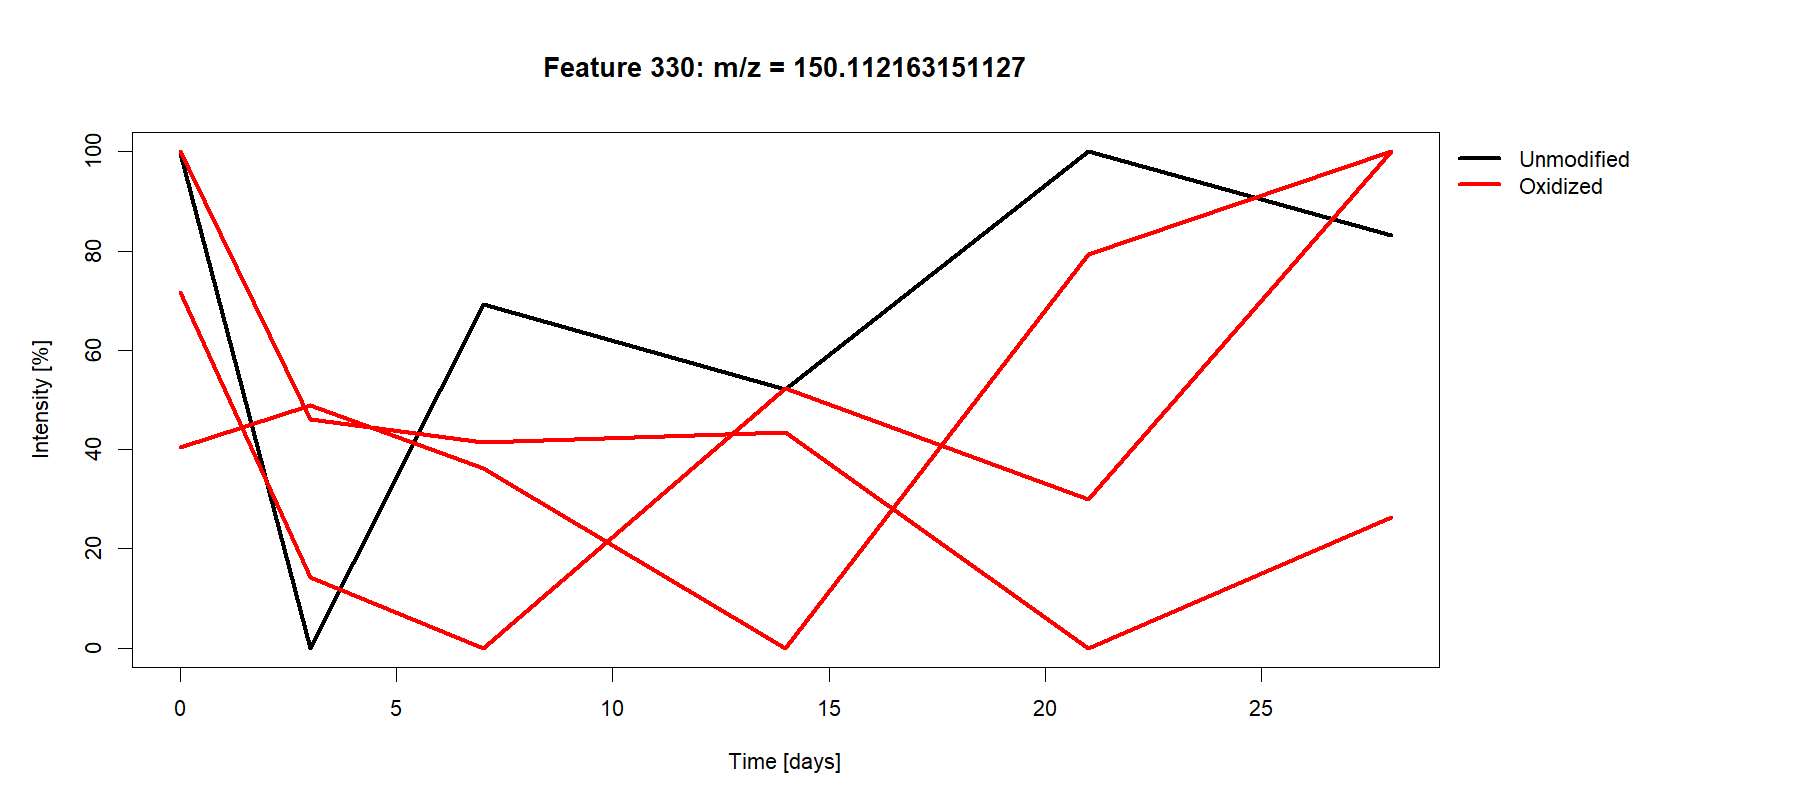 Feature 330: m/z = 150.112163151127
Unmodified
Oxidized
Intensity [%]
100
80
60
40
20
0
0 5 10 15 20 25
Time [days]